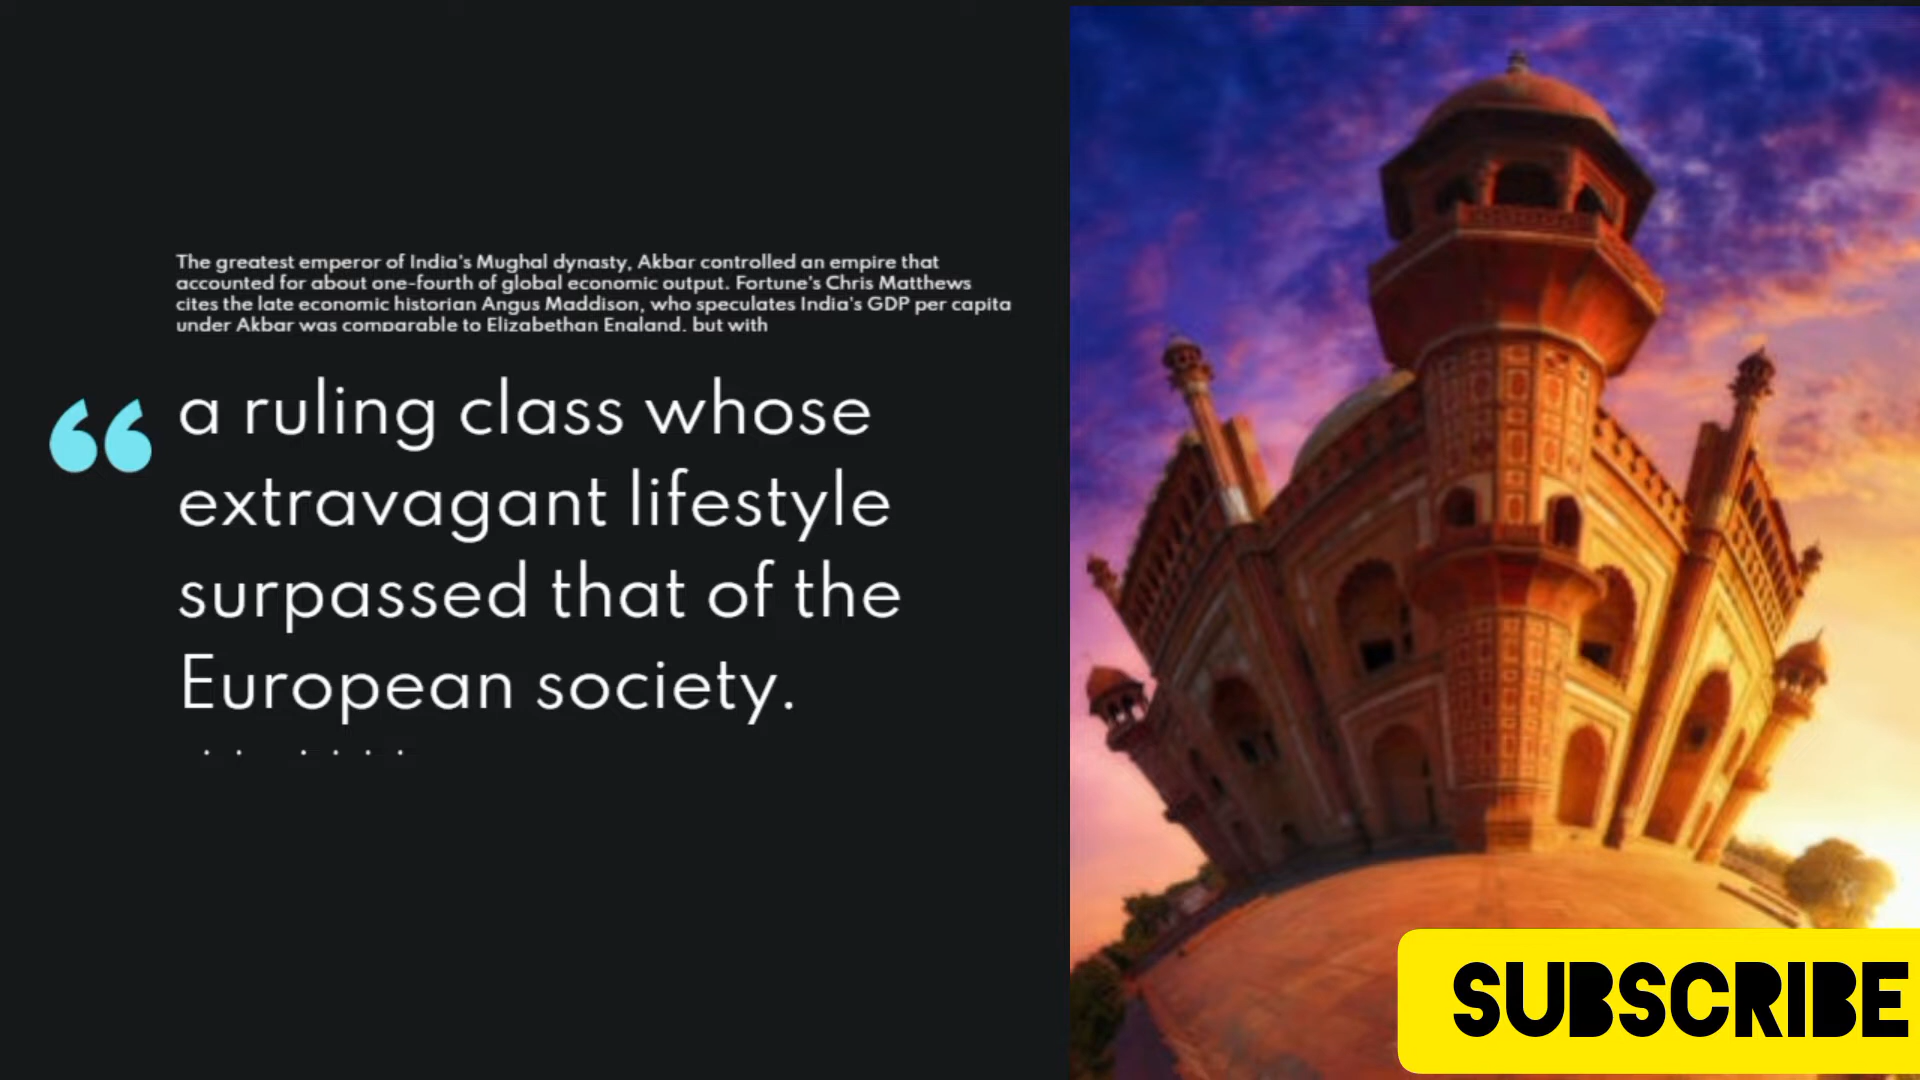 The greatest emperor of India's Mughal dynasty, Akbar controlled an empire that
accounted for about one-fourth of global economic output. Fortune's Chris Matthews
cites the late economic historian Angus Maddison, who speculates India's GDP per capita
under Akbar was comparable to Elizabethan England, but with
“ a ruling class whose
extravagant lifestyle
surpassed that of the
European society.
SUBSCRIBE